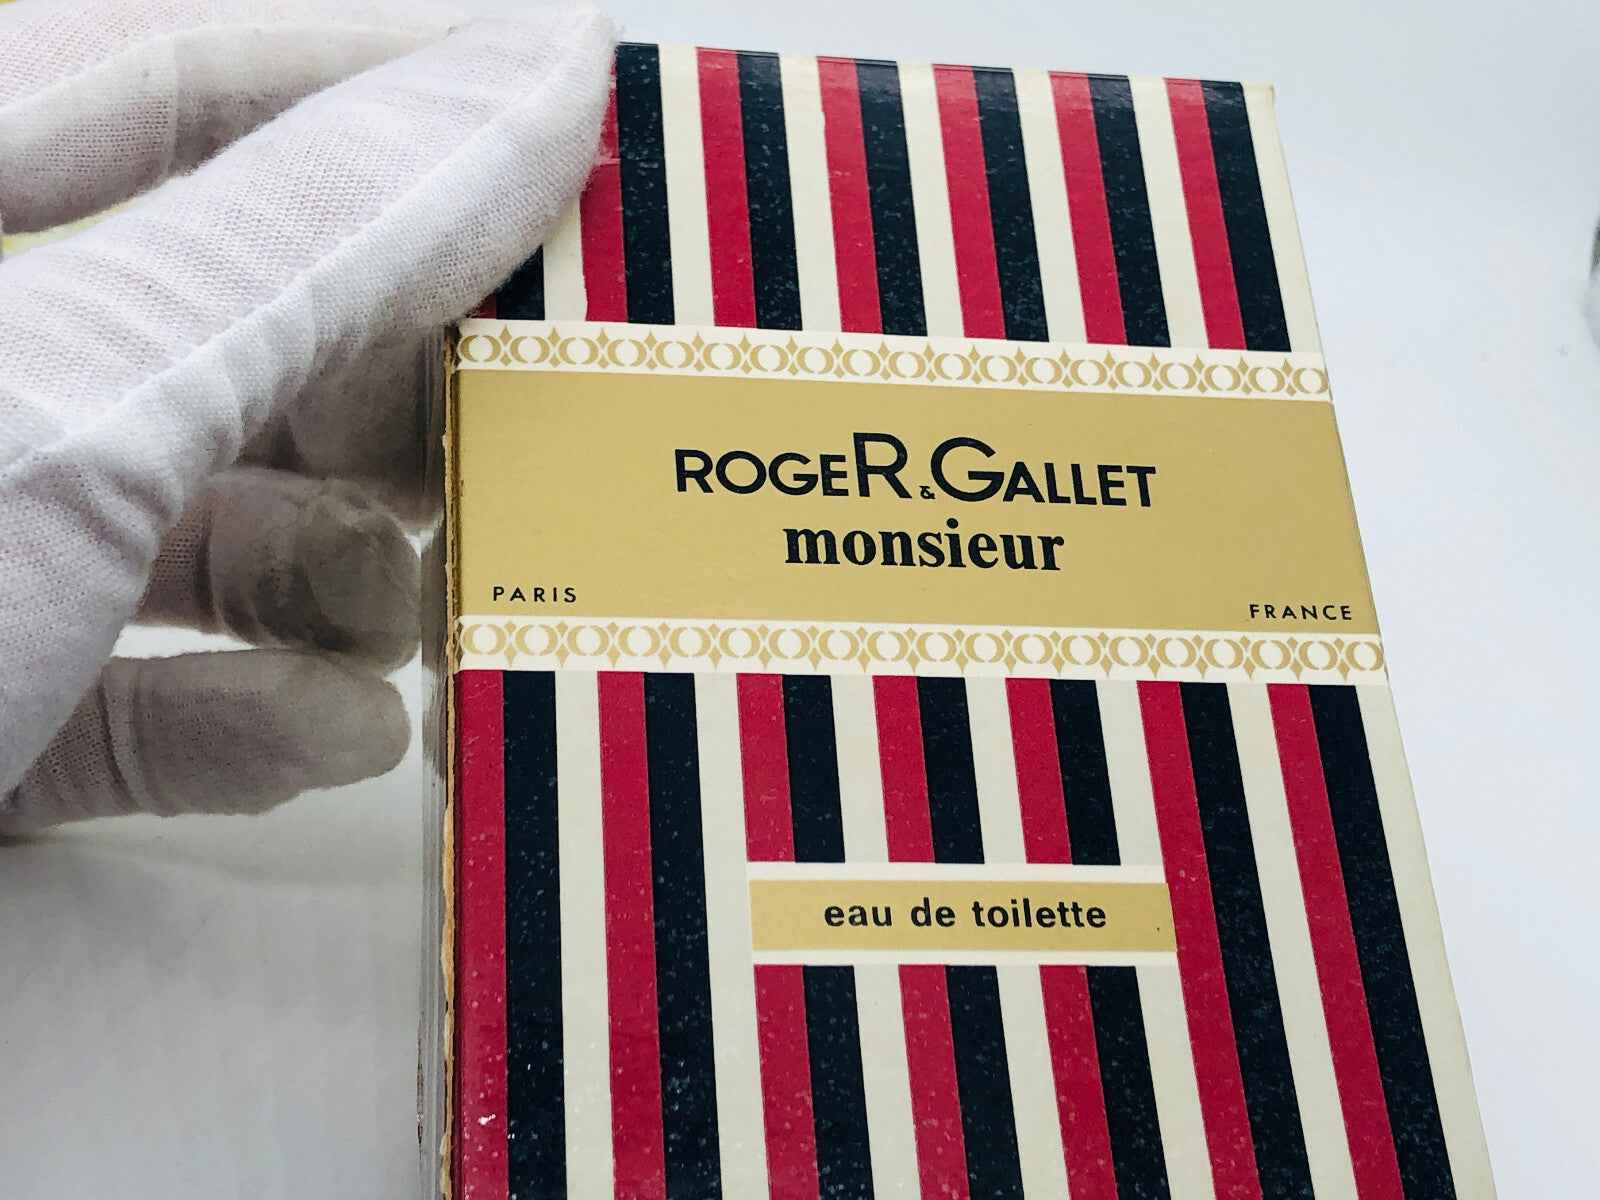 ROGER & GALLET
monsieur
PARIS FRANCE
eau de toilette